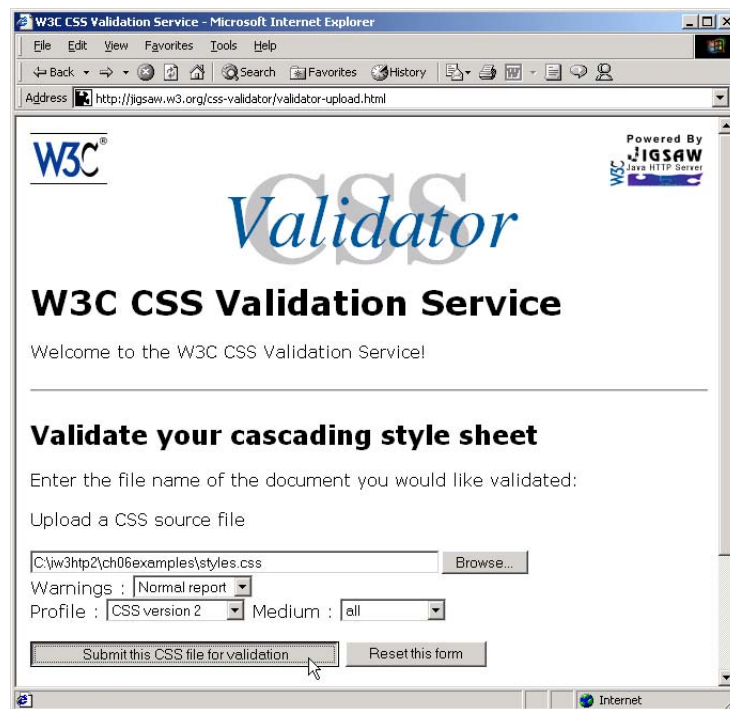 W3C CSS Validation Service - Microsoft Internet Explorer
File Edit View Favorites Tools Help
Back Search Favorites History
Address http://jigsaw.w3.org/css-validator/validator-upload.html
W3C®
Powered By
JIGSAW
W3C Java HTTP Server
CSS
Validator
W3C CSS Validation Service
Welcome to the W3C CSS Validation Service!
Validate your cascading style sheet
Enter the file name of the document you would like validated:
Upload a CSS source file
C:\iw3htp2\ch06examples\styles.css Browse...
Warnings : Normal report
Profile : CSS version 2 Medium : all
Submit this CSS file for validation Reset this form
Internet